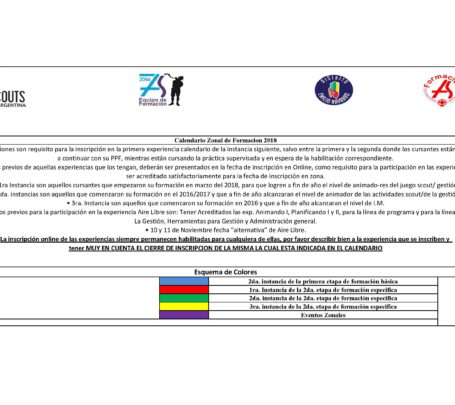 OUTS
ARGENTINA
ZONA
7
Equipo de
Formación
DISTRITO
Formación
Calendario Zonal de Formacion 2018
iones son requisito para la inscripción en la primera experiencia calendario de la instancia siguiente, salvo entre la primera y la segunda donde los cursantes están
a continuar con su PPF, mientras están cursando la práctica supervisada y en espera de la habilitación correspondiente.
s previos de aquellas experiencias que los tengan, deberán ser presentados en la fecha de inscripción en Online, como requisito para la participación en las experie
ser acreditado satisfactoriamente para la fecha de inscripción en zona.
1ra Instancia son aquellos cursantes que empezaron su formación en marzo del 2018, para que logren a fin de año el nivel de animado-res del juego scout/ gestió
da. instancias son aquellos que comenzaron su formación en el 2016/2017 y que a fin de año alcanzaran el nivel de animador de las actividades scout/de la gestió
• 3ra. Instancia son aquellos que comenzaron su formación en 2016 y que a fin de año alcanzaran el nivel de I.M.
os previos para la participación en la experiencia Aire Libre son: Tener Acreditados las exp. Animando I, Planificando I y II, para la línea de programa y para la línea
La Gestión, Herramientas para Gestión y Administración general.
• 10 y 11 de Noviembre fecha "alternativa" de Aire Libre.
La inscripción online de las experiencias siempre permanecen habilitadas para cualquiera de ellas, por favor describir bien a la experiencia que se inscriben y
tener MUY EN CUENTA EL CIERRE DE INSCRIPCION DE LA MISMA LA CUAL ESTA INDICADA EN EL CALENDARIO
Esquema de Colores
2da. instancia de la primera etapa de formación básica
1ra. instancia de la 2da. etapa de formación específica
2da. instancia de la 2da. etapa de formación específica
3ra. instancia de la 2da. etapa de formación específica
Eventos Zonales